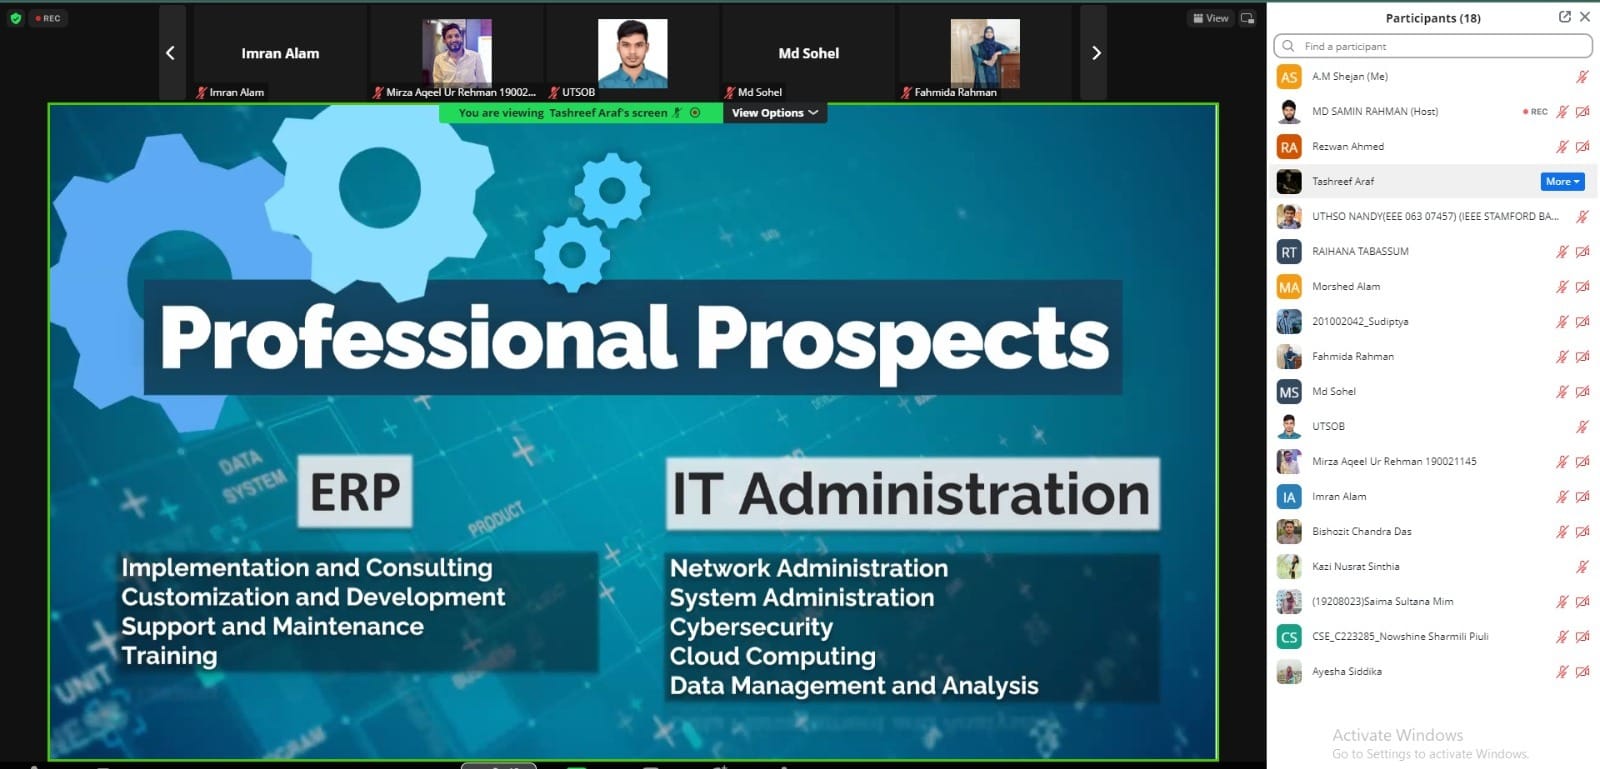 REC
View
Imran Alam
Md Sohel
Imran Alam
Mirza Aqeel Ur Rehman 19002...
UTSOB
Md Sohel
Fahmida Rahman
You are viewing Tashreef Araf's screen
View Options
Professional Prospects
DATA
SYSTEM
PRODUCT
UNIT
ERP
Implementation and Consulting
Customization and Development
Support and Maintenance
Training
IT Administration
Network Administration
System Administration
Cybersecurity
Cloud Computing
Data Management and Analysis
Participants (18)
Find a participant
AS A.M Shejan (Me)
MD SAMIN RAHMAN (Host) REC
RA Rezwan Ahmed
Tashreef Araf More
UTHSO NANDY(EEE 063 07457) (IEEE STAMFORD BA...
RT RAIHANA TABASSUM
MA Morshed Alam
201002042_Sudiptya
Fahmida Rahman
MS Md Sohel
UTSOB
Mirza Aqeel Ur Rehman 190021145
IA Imran Alam
Bishozit Chandra Das
Kazi Nusrat Sinthia
(19208023)Saima Sultana Mim
CS CSE_C223285_Nowshine Sharmili Piuli
Ayesha Siddika
Activate Windows
Go to Settings to activate Windows.